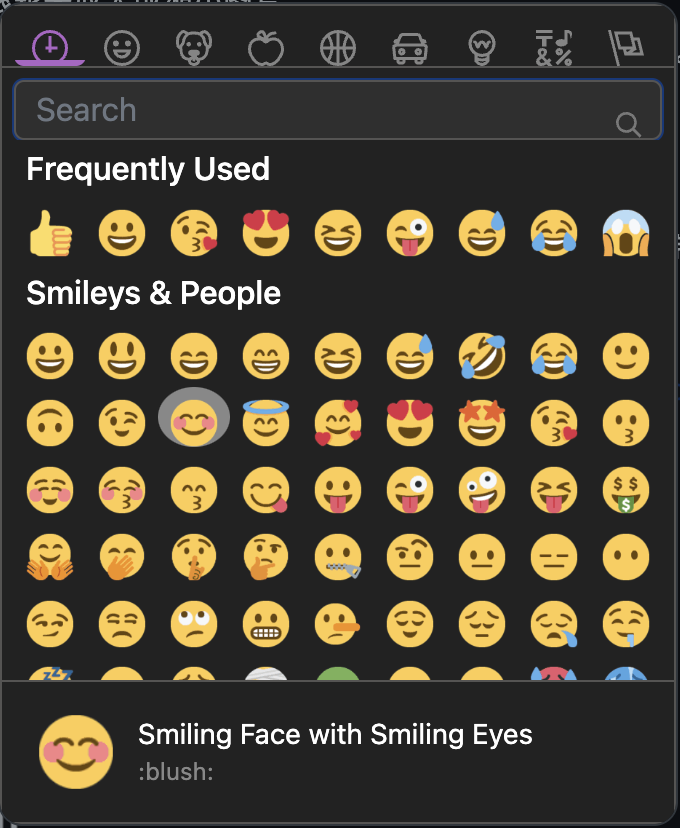 Search
Frequently Used
Smileys & People
Smiling Face with Smiling Eyes
:blush: